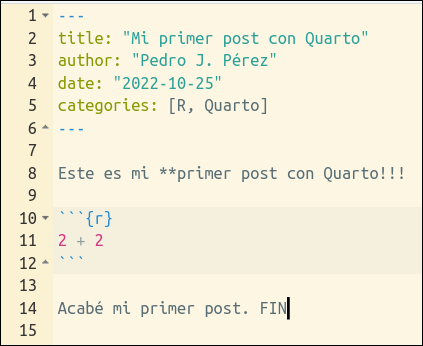 1 ---
2 title: "Mi primer post con Quarto"
3 author: "Pedro J. Pérez"
4 date: "2022-10-25"
5 categories: [R, Quarto]
6 ---
7
8 Este es mi **primer post con Quarto!!!
9
10 ```{r}
11 2 + 2
12 ```
13
14 Acabé mi primer post. FIN
15